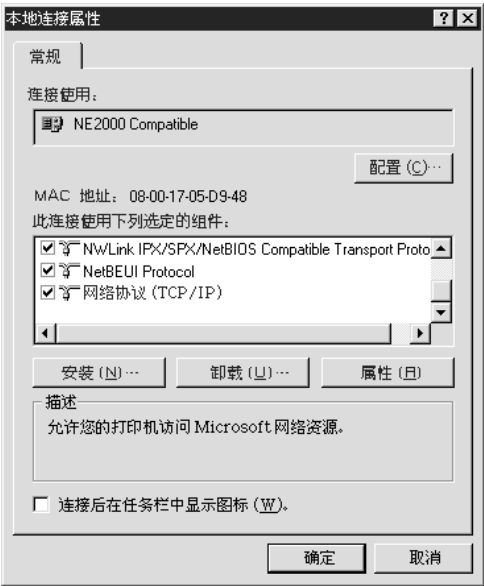 本地连接属性
常规
连接使用：
NE2000 Compatible
配置 (C)…
MAC 地址：08-00-17-05-D9-48
此连接使用下列选定的组件：
NWLink IPX/SPX/NetBIOS Compatible Transport Proto
NetBEUI Protocol
网络协议 (TCP/IP)
安装 (N)… 卸载 (U)… 属性 (R)
描述
允许您的打印机访问 Microsoft 网络资源。
连接后在任务栏中显示图标 (W)。
确定 取消